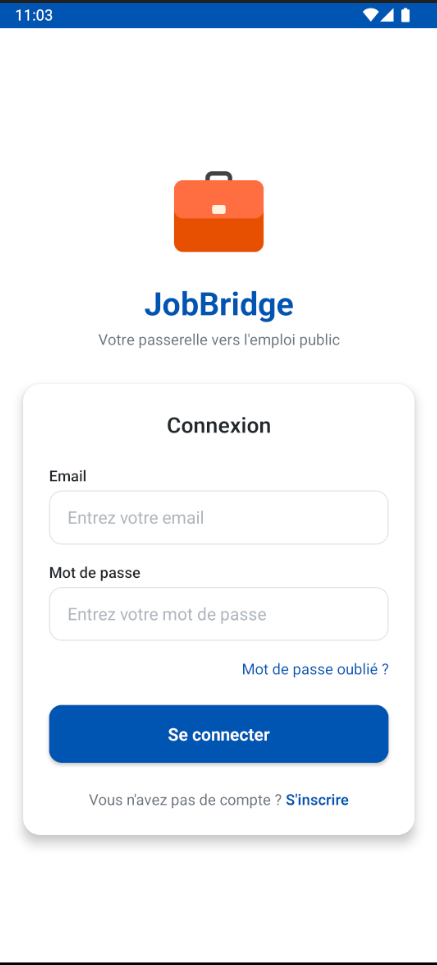 11:03
JobBridge
Votre passerelle vers l'emploi public
Connexion
Email
Entrez votre email
Mot de passe
Entrez votre mot de passe
Mot de passe oublié ?
Se connecter
Vous n'avez pas de compte ? S'inscrire